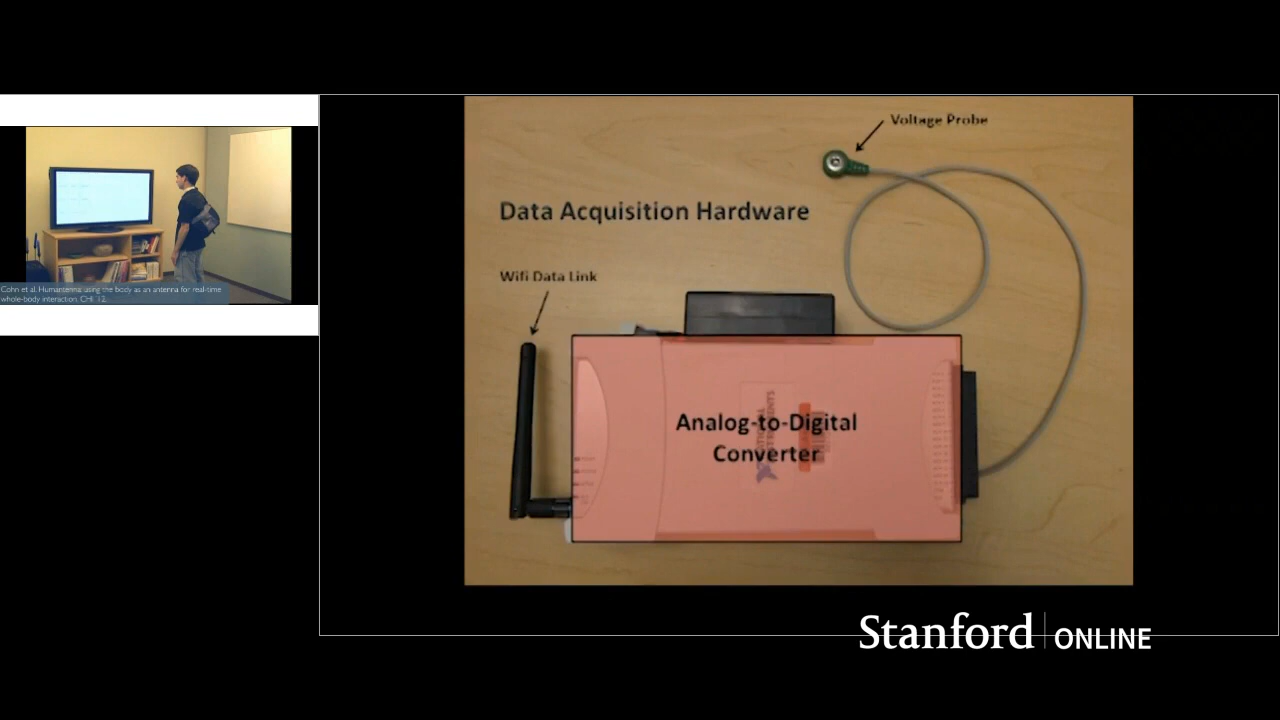 Voltage Probe
Data Acquisition Hardware
Wifi Data Link
Analog-to-Digital
Converter
Cohn et al. Humantenna: using the body as an antenna for real-time
whole-body interaction. CHI '12.
Stanford ONLINE